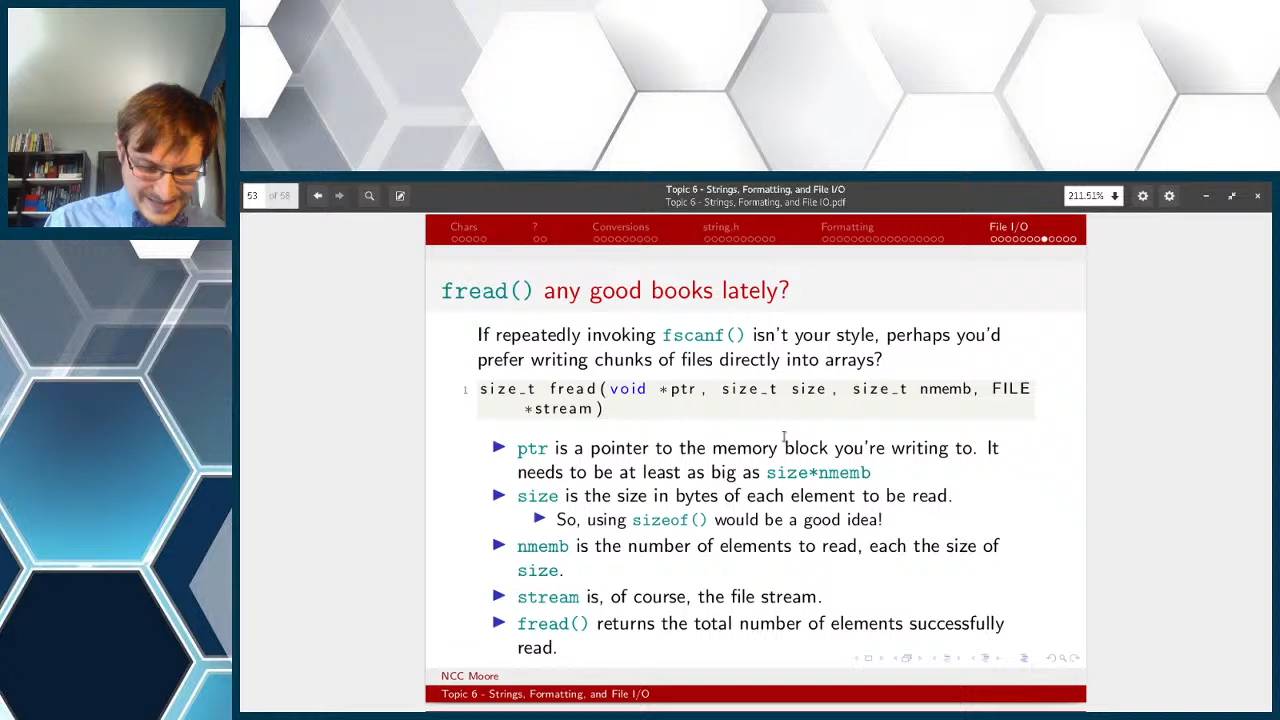 53 of 58
Topic 6 - Strings, Formatting, and File I/O
Topic 6 - Strings, Formating, and File IO.pdf
211.51%
Chars ? Conversions string.h Formatting File I/O
fread() any good books lately?
If repeatedly invoking fscanf() isn't your style, perhaps you'd
prefer writing chunks of files directly into arrays?
1 size_t fread(void *ptr, size_t size, size_t nmemb, FILE
*stream)
ptr is a pointer to the memory block you're writing to. It
needs to be at least as big as size*nmemb
size is the size in bytes of each element to be read.
So, using sizeof() would be a good idea!
nmemb is the number of elements to read, each the size of
size.
stream is, of course, the file stream.
fread() returns the total number of elements successfully
read.
NCC Moore
Topic 6 - Strings, Formatting, and File I/O